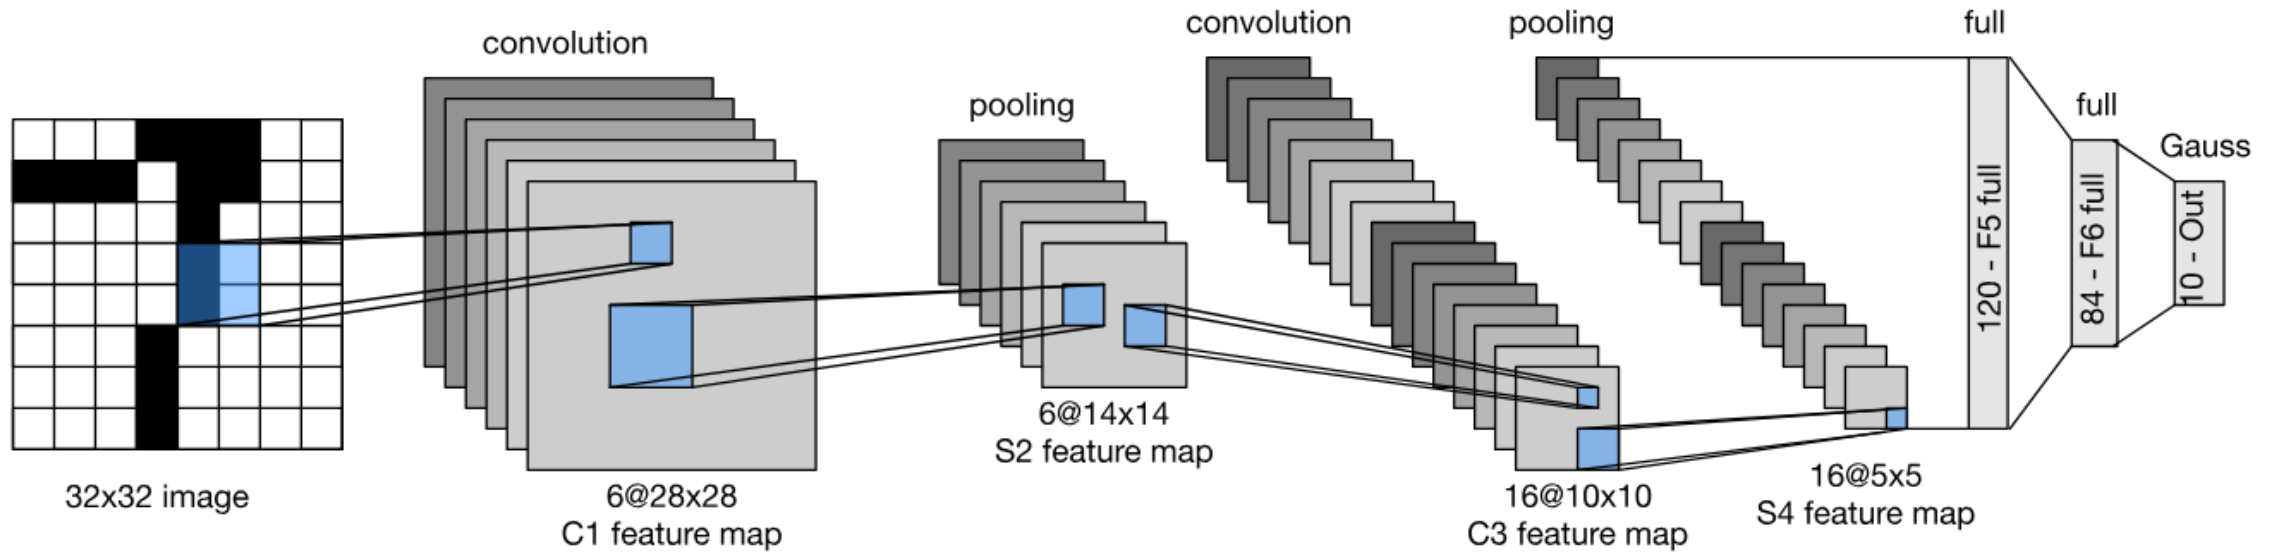 convolution
pooling
convolution
pooling
full
full
Gauss
32x32 image
6@28x28
C1 feature map
6@14x14
S2 feature map
16@10x10
C3 feature map
16@5x5
S4 feature map
120 - F5 full
84 - F6 full
10 - Out